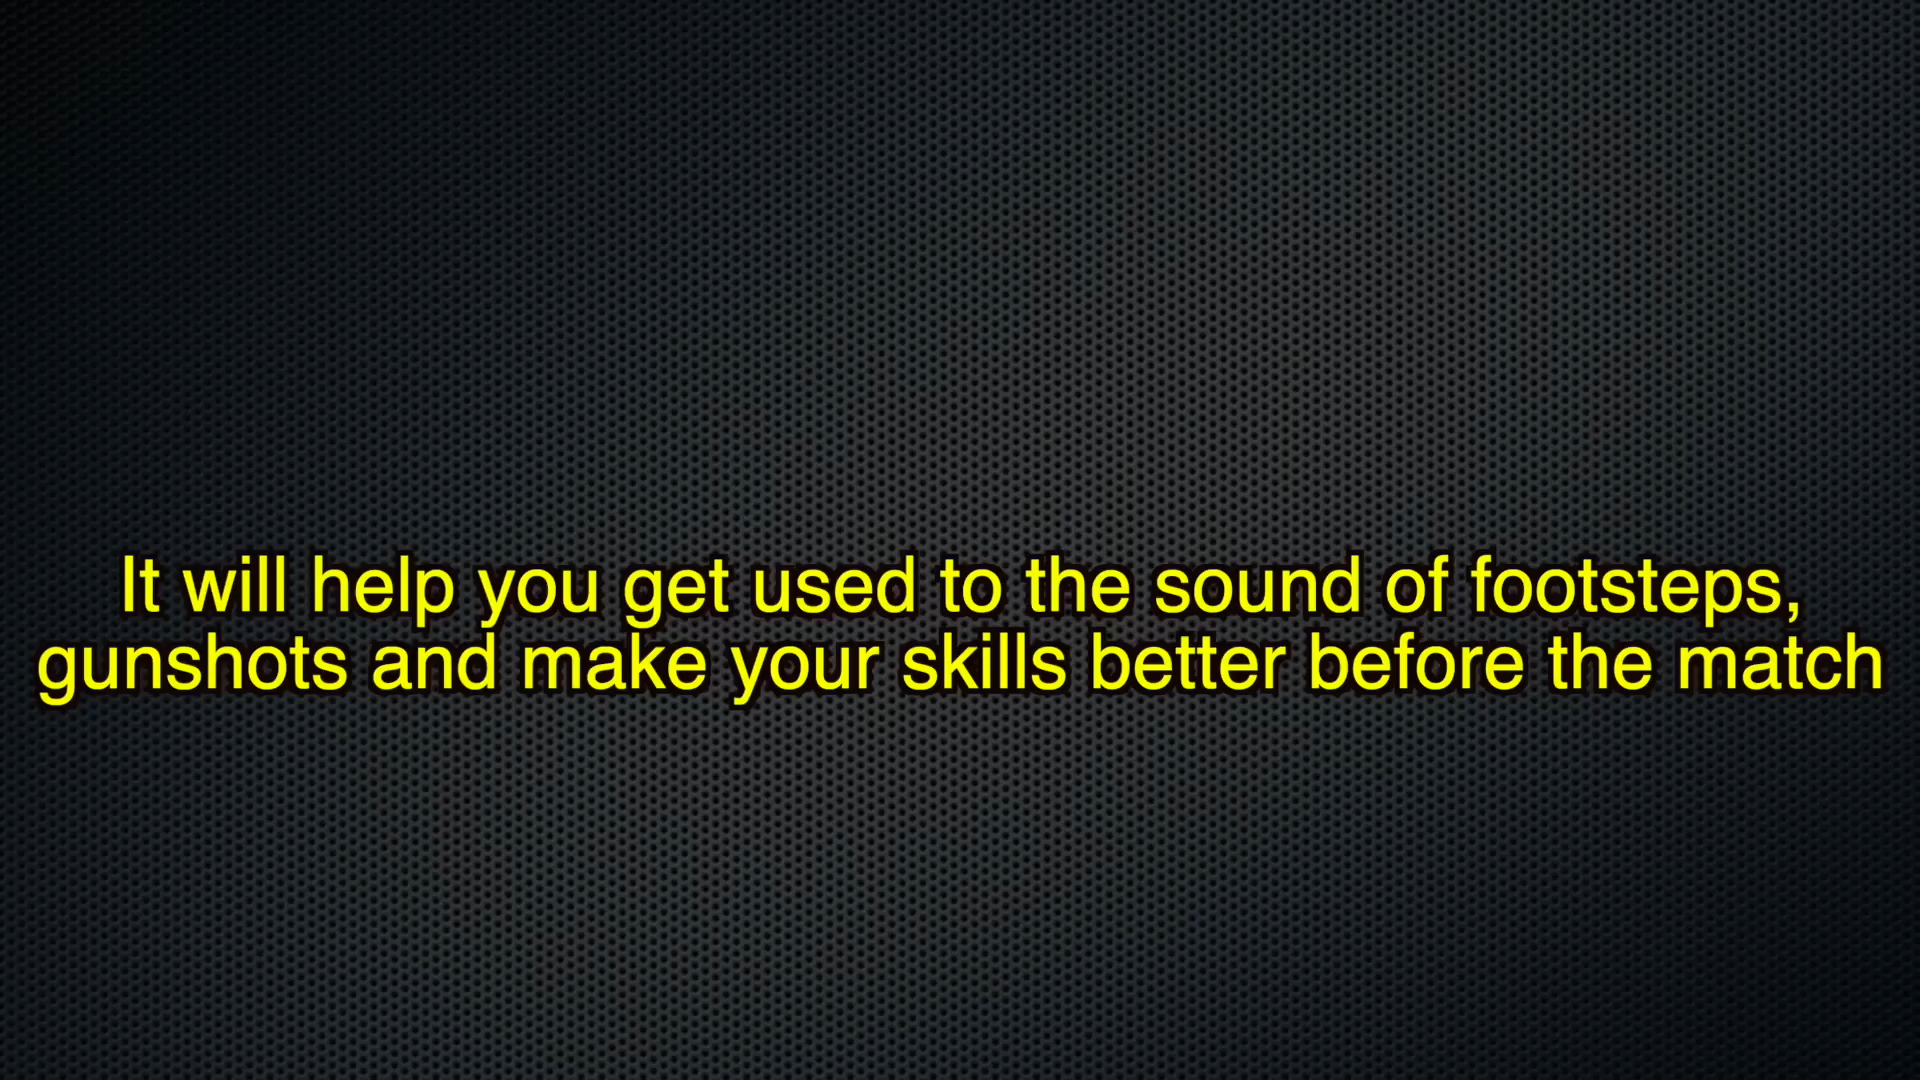 It will help you get used to the sound of footsteps,
gunshots and make your skills better before the match